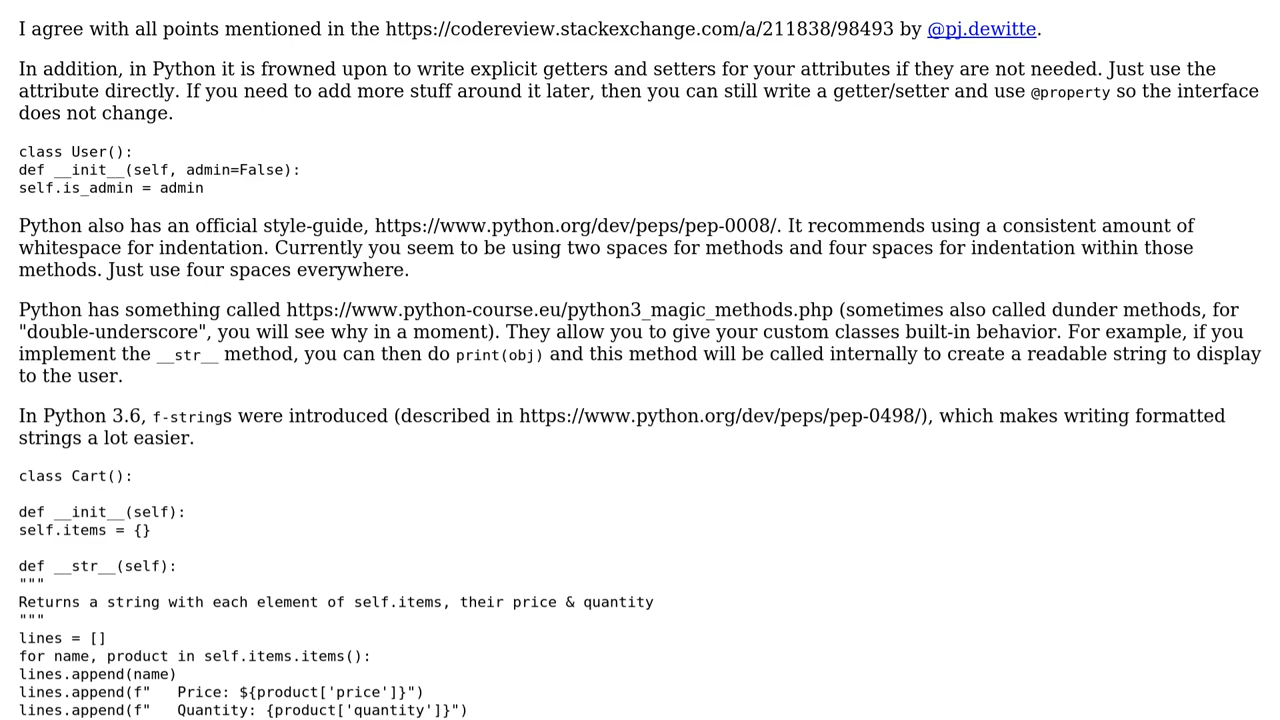 I agree with all points mentioned in the https://codereview.stackexchange.com/a/211838/98493 by @pj.dewitte.
In addition, in Python it is frowned upon to write explicit getters and setters for your attributes if they are not needed. Just use the
attribute directly. If you need to add more stuff around it later, then you can still write a getter/setter and use @property so the interface
does not change.
class User():
def __init__(self, admin=False):
self.is_admin = admin
Python also has an official style-guide, https://www.python.org/dev/peps/pep-0008/. It recommends using a consistent amount of
whitespace for indentation. Currently you seem to be using two spaces for methods and four spaces for indentation within those
methods. Just use four spaces everywhere.
Python has something called https://www.python-course.eu/python3_magic_methods.php (sometimes also called dunder methods, for
"double-underscore", you will see why in a moment). They allow you to give your custom classes built-in behavior. For example, if you
implement the __str__ method, you can then do print(obj) and this method will be called internally to create a readable string to display
to the user.
In Python 3.6, f-strings were introduced (described in https://www.python.org/dev/peps/pep-0498/), which makes writing formatted
strings a lot easier.
class Cart():
def __init__(self):
self.items = {}
def __str__(self):
"""
Returns a string with each element of self.items, their price & quantity
"""
lines = []
for name, product in self.items.items():
lines.append(name)
lines.append(f"   Price: ${product['price']}")
lines.append(f"   Quantity: {product['quantity']}")